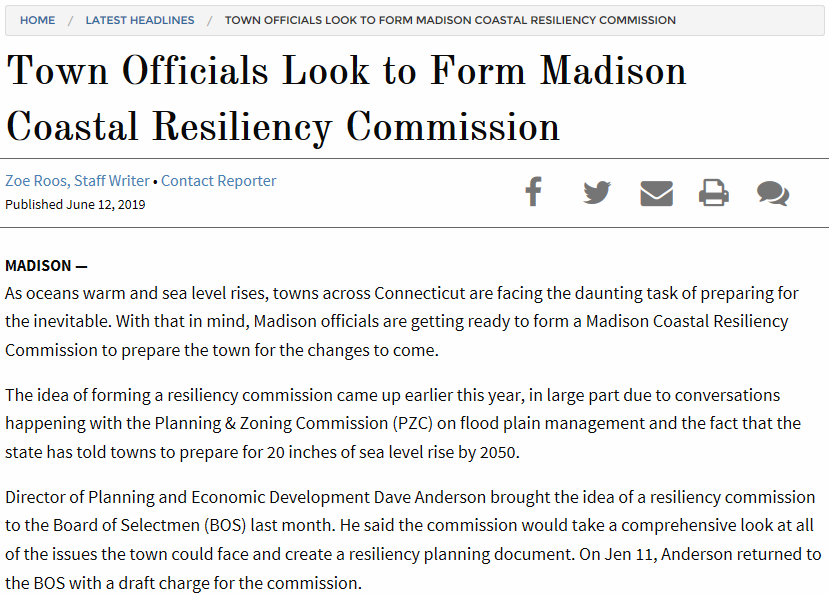 HOME / LATEST HEADLINES / TOWN OFFICIALS LOOK TO FORM MADISON COASTAL RESILIENCY COMMISSION
Town Officials Look to Form Madison
Coastal Resiliency Commission
Zoe Roos, Staff Writer • Contact Reporter
Published June 12, 2019
MADISON —
As oceans warm and sea level rises, towns across Connecticut are facing the daunting task of preparing for
the inevitable. With that in mind, Madison officials are getting ready to form a Madison Coastal Resiliency
Commission to prepare the town for the changes to come.
The idea of forming a resiliency commission came up earlier this year, in large part due to conversations
happening with the Planning & Zoning Commission (PZC) on flood plain management and the fact that the
state has told towns to prepare for 20 inches of sea level rise by 2050.
Director of Planning and Economic Development Dave Anderson brought the idea of a resiliency commission
to the Board of Selectmen (BOS) last month. He said the commission would take a comprehensive look at all
of the issues the town could face and create a resiliency planning document. On Jen 11, Anderson returned to
the BOS with a draft charge for the commission.